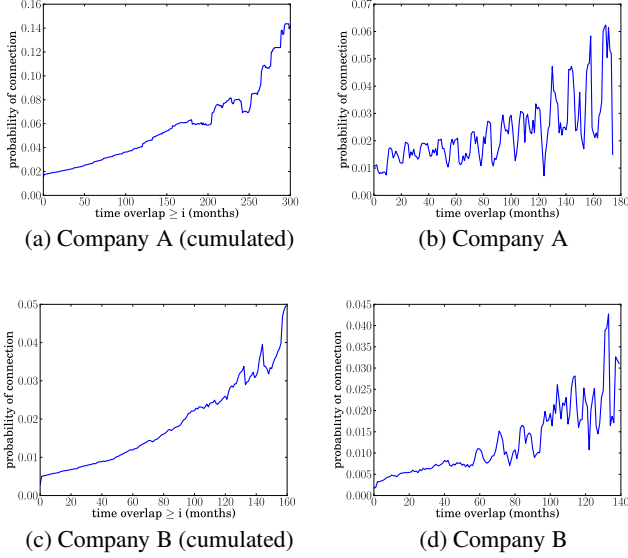 0.16
0.14
0.12
0.10
0.08
0.06
0.04
0.02
0.00
probability of connection
0 50 100 150 200 250 300
time overlap ≥ i (months)
(a) Company A (cumulated)
0.07
0.06
0.05
0.04
0.03
0.02
0.01
0.00
probability of connection
0 20 40 60 80 100 120 140 160 180
time overlap (months)
(b) Company A
0.05
0.04
0.03
0.02
0.01
0.00
probability of connection
0 20 40 60 80 100 120 140 160
time overlap ≥ i (months)
(c) Company B (cumulated)
0.045
0.040
0.035
0.030
0.025
0.020
0.015
0.010
0.005
0.000
probability of connection
0 20 40 60 80 100 120 140
time overlap (months)
(d) Company B